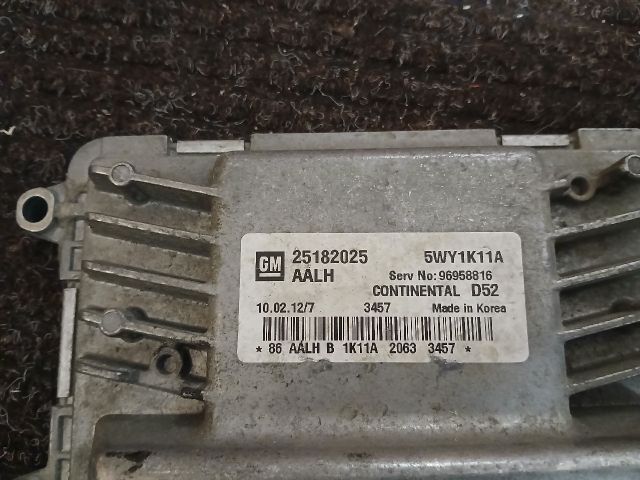 GM 25182025 5WY1K11A
AALH Serv No: 96958816
CONTINENTAL D52
10.02.12/7 3457 Made in Korea
* 86 AALH B 1K11A 2063 3457 *